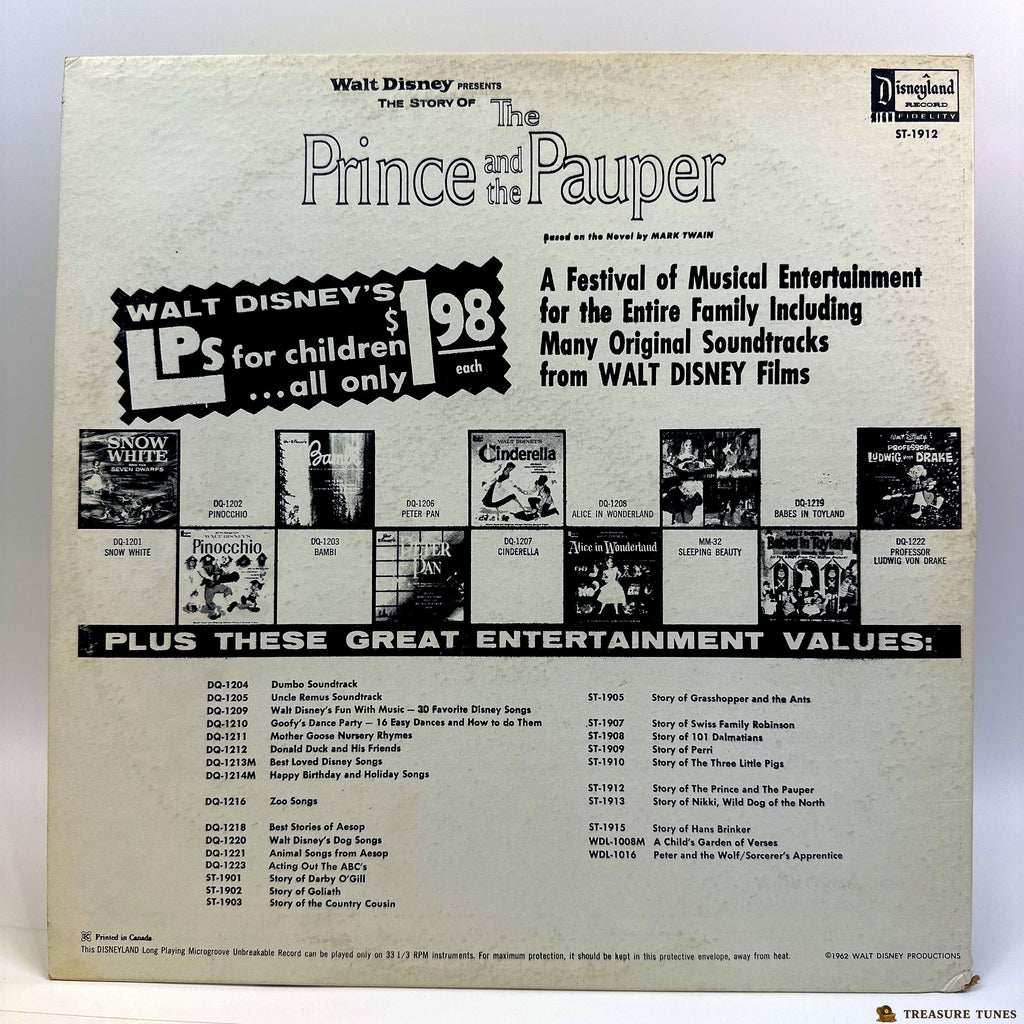 Walt Disney PRESENTS
THE STORY OF
The
Prince and the Pauper
Based on the Novel by MARK TWAIN
Disneyland
RECORD
HIGH FIDELITY
ST-1912
WALT DISNEY'S
LPs for children
...all only
$1.98
each
A Festival of Musical Entertainment
for the Entire Family Including
Many Original Soundtracks
from WALT DISNEY Films
SNOW
WHITE
SEVEN DWARFS
DQ-1202
PINOCCHIO
Bambi
DQ-1206
PETER PAN
WALT DISNEY'S
Cinderella
DQ-1208
ALICE IN WONDERLAND
DQ-1219
BABES IN TOYLAND
PROFESSOR
LUDWIG von DRAKE
DQ-1201
SNOW WHITE
WALT DISNEY'S
Pinocchio
DQ-1203
BAMBI
PETER
PAN
DQ-1207
CINDERELLA
Alice in Wonderland
MM-32
SLEEPING BEAUTY
WALT DISNEY'S
Babes in Toyland
DQ-1222
PROFESSOR
LUDWIG VON DRAKE
PLUS THESE GREAT ENTERTAINMENT VALUES:
DQ-1204 Dumbo Soundtrack
DQ-1205 Uncle Remus Soundtrack
DQ-1209 Walt Disney's Fun With Music — 30 Favorite Disney Songs
DQ-1210 Goofy's Dance Party — 16 Easy Dances and How to do Them
DQ-1211 Mother Goose Nursery Rhymes
DQ-1212 Donald Duck and His Friends
DQ-1213M Best Loved Disney Songs
DQ-1214M Happy Birthday and Holiday Songs
DQ-1216 Zoo Songs
DQ-1218 Best Stories of Aesop
DQ-1220 Walt Disney's Dog Songs
DQ-1221 Animal Songs from Aesop
DQ-1223 Acting Out The ABC's
ST-1901 Story of Darby O'Gill
ST-1902 Story of Goliath
ST-1903 Story of the Country Cousin
ST-1905 Story of Grasshopper and the Ants
ST-1907 Story of Swiss Family Robinson
ST-1908 Story of 101 Dalmatians
ST-1909 Story of Perri
ST-1910 Story of The Three Little Pigs
ST-1912 Story of The Prince and The Pauper
ST-1913 Story of Nikki, Wild Dog of the North
ST-1915 Story of Hans Brinker
WDL-1008M A Child's Garden of Verses
WDL-1016 Peter and the Wolf/Sorcerer's Apprentice
Printed in Canada
This DISNEYLAND Long Playing Microgroove Unbreakable Record can be played only on 33 1/3 RPM instruments. For maximum protection, it should be kept in this protective envelope, away from heat.
©1962 WALT DISNEY PRODUCTIONS
TREASURE TUNES